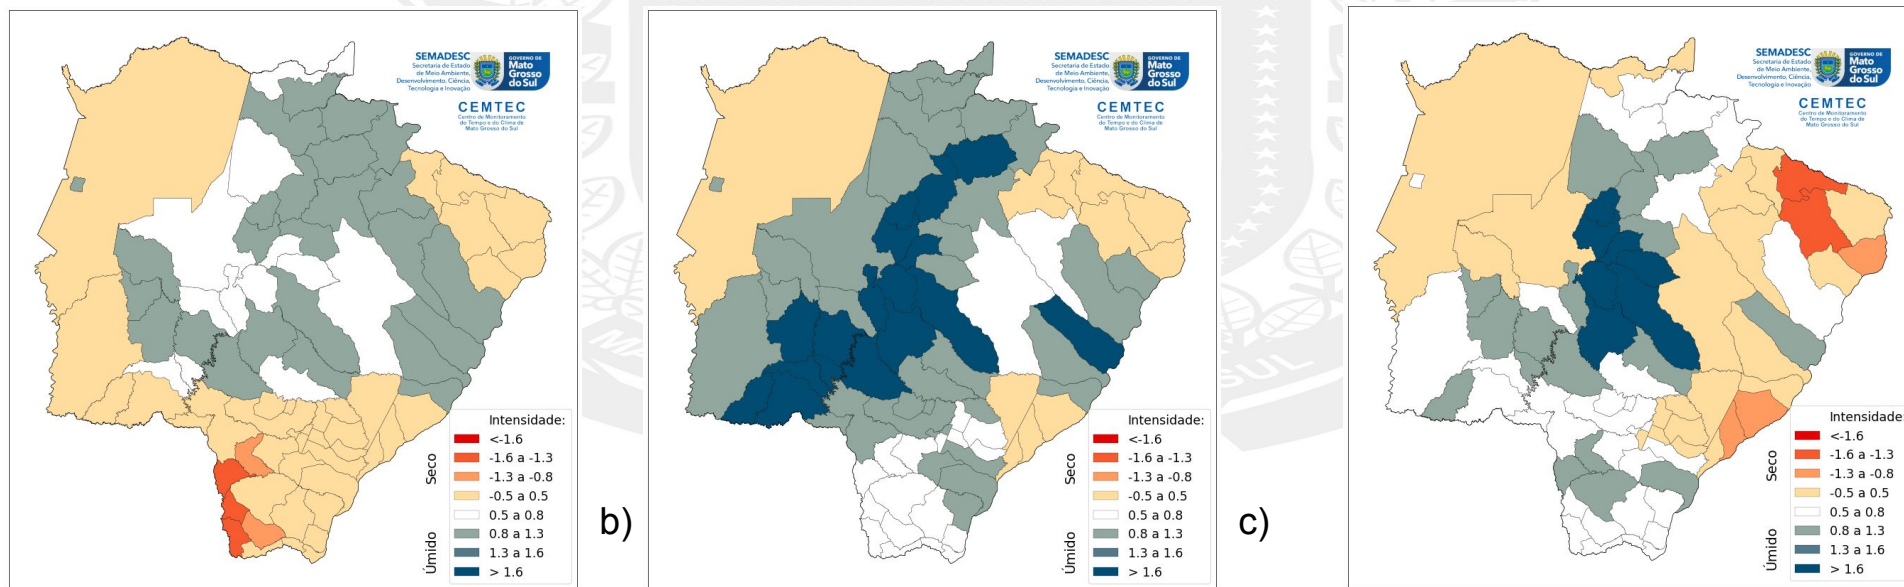 SEMADESC
Secretaria de Estado
de Meio Ambiente,
Desenvolvimento, Ciência,
Tecnologia e Inovação
GOVERNO DE
Mato
Grosso
do Sul
CEMTEC
Centro de Monitoramento
do Tempo e do Clima de
Mato Grosso do Sul
Intensidade:
Seco
<-1.6
-1.6 a -1.3
-1.3 a -0.8
-0.5 a 0.5
0.5 a 0.8
Úmido
0.8 a 1.3
1.3 a 1.6
> 1.6
b)
SEMADESC
Secretaria de Estado
de Meio Ambiente,
Desenvolvimento, Ciência,
Tecnologia e Inovação
GOVERNO DE
Mato
Grosso
do Sul
CEMTEC
Centro de Monitoramento
do Tempo e do Clima de
Mato Grosso do Sul
Intensidade:
Seco
<-1.6
-1.6 a -1.3
-1.3 a -0.8
-0.5 a 0.5
0.5 a 0.8
Úmido
0.8 a 1.3
1.3 a 1.6
> 1.6
c)
SEMADESC
Secretaria de Estado
de Meio Ambiente,
Desenvolvimento, Ciência,
Tecnologia e Inovação
GOVERNO DE
Mato
Grosso
do Sul
CEMTEC
Centro de Monitoramento
do Tempo e do Clima de
Mato Grosso do Sul
Intensidade:
Seco
<-1.6
-1.6 a -1.3
-1.3 a -0.8
-0.5 a 0.5
0.5 a 0.8
Úmido
0.8 a 1.3
1.3 a 1.6
> 1.6
SUL